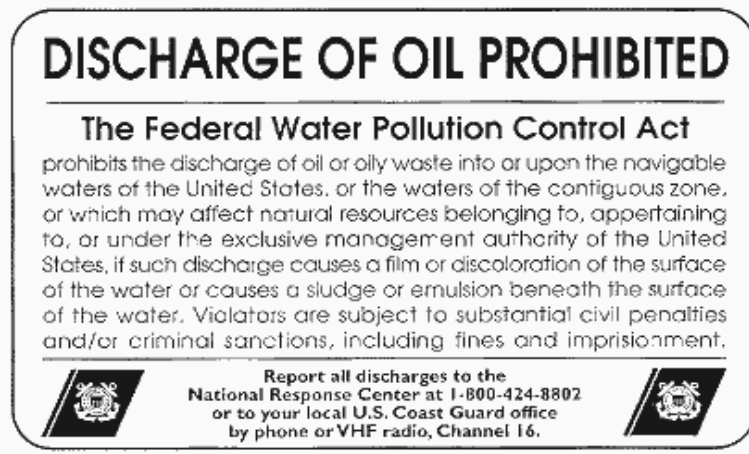 DISCHARGE OF OIL PROHIBITED
The Federal Water Pollution Control Act
prohibits the discharge of oil or oily waste into or upon the navigable
waters of the United States, or the waters of the contiguous zone,
or which may affect natural resources belonging to, appertaining
to, or under the exclusive management authority of the United
States, if such discharge causes a film or discoloration of the surface
of the water or causes a sludge or emulsion beneath the surface
of the water. Violators are subject to substantial civil penalties
and/or criminal sanctions, including fines and imprisionment.
Report all discharges to the
National Response Center at 1-800-424-8802
or to your local U.S. Coast Guard office
by phone or VHF radio, Channel 16.